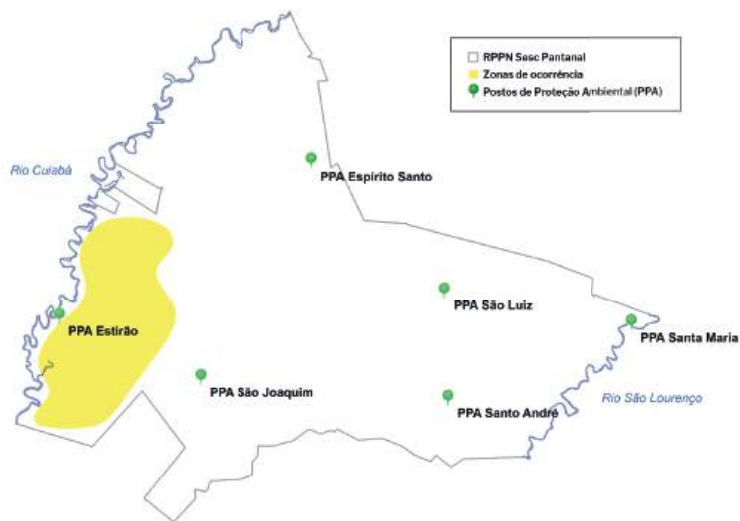 RPPN Sesc Pantanal
Zonas de ocorrência
Postos de Proteção Ambiental (PPA)
Rio Cuiabá
PPA Espírito Santo
PPA São Luiz
PPA Estirão
PPA Santa Maria
PPA São Joaquim
Rio São Lourenço
PPA Santo André